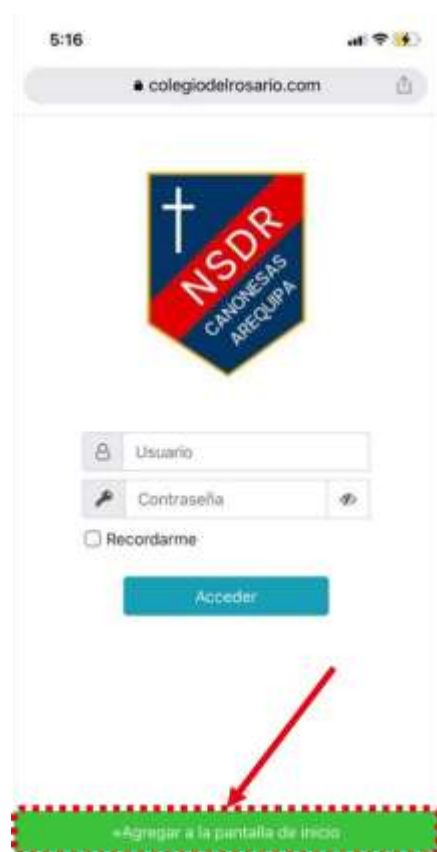 5:16
colegiodelrosario.com
NSDR
CANONESAS
AREQUIPA
Usuario
Contraseña
Recordarme
Acceder
+Agregar a la pantalla de inicio